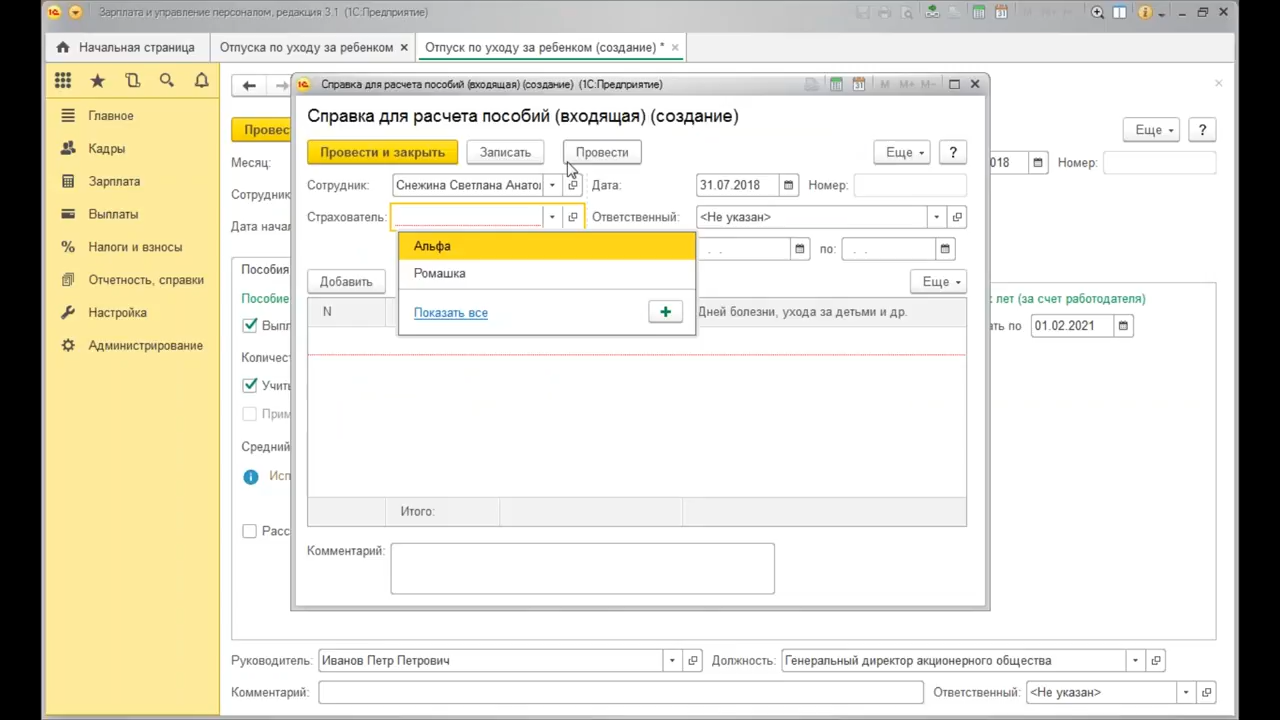 Зарплата и управление персоналом, редакция 3.1 (1С:Предприятие)
Начальная страница
Отпуска по уходу за ребенком ×
Отпуск по уходу за ребенком (создание) * ×
Главное
Кадры
Зарплата
Выплаты
Налоги и взносы
Отчетность, справки
Настройка
Администрирование
Справка для расчета пособий (входящая) (создание) (1С:Предприятие)
M M+ M-
Справка для расчета пособий (входящая) (создание)
Провести и закрыть
Записать
Провести
Еще
?
Сотрудник:
Снежина Светлана Анатол
Дата:
31.07.2018
Номер:
Страхователь:
Ответственный:
<Не указан>
Альфа
Ромашка
Показать все
+
. .
по:
. .
Добавить
Еще
N
Дней болезни, ухода за детьми и др.
Итого:
Комментарий:
Провес
Еще
?
Месяц:
018
Номер:
Сотрудник
Дата начал
Пособия
Пособие
х лет (за счет работодателя)
Выпл
ать по
01.02.2021
Количест
Учить
Прим
Средний
Исп
Расс
Руководитель:
Иванов Петр Петрович
Должность:
Генеральный директор акционерного общества
Комментарий:
Ответственный:
<Не указан>